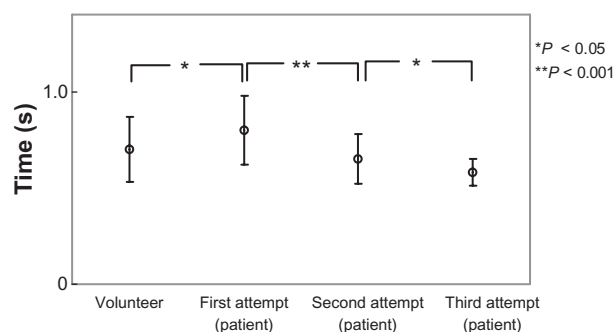 *P < 0.05
**P < 0.001
* ** *
1.0
Time (s)
0
Volunteer
First attempt
(patient)
Second attempt
(patient)
Third attempt
(patient)